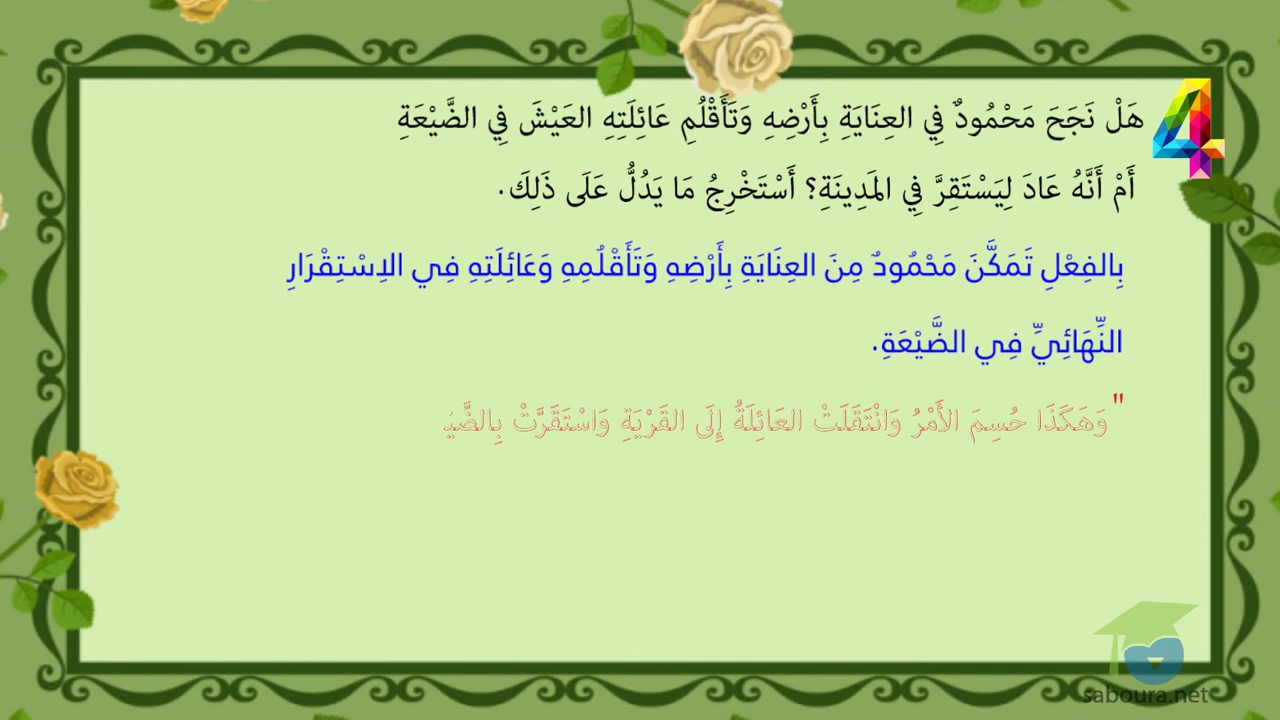 4
هَلْ نَجَحَ مَحْمُودٌ فِي العِنَايَةِ بِأَرْضِهِ وَتَأَقْلُمِ عَائِلَتِهِ العَيْشَ فِي الضَّيْعَةِ
أَمْ أَنَّهُ عَادَ لِيَسْتَقِرَّ فِي المَدِينَةِ؟ أَسْتَخْرِجُ مَا يَدُلُّ عَلَى ذَلِكَ.
بِالفِعْلِ تَمَكَّنَ مَحْمُودٌ مِنَ العِنَايَةِ بِأَرْضِهِ وَتَأَقْلُمِهِ وَعَائِلَتِهِ فِي الاِسْتِقْرَارِ
النِّهَائِيِّ فِي الضَّيْعَةِ.
"وَهَكَذَا حُسِمَ الأَمْرُ وَانْتَقَلَتْ العَائِلَةُ إِلَى القَرْيَةِ وَاسْتَقَرَّتْ بِالضَّيْ
saboura.net